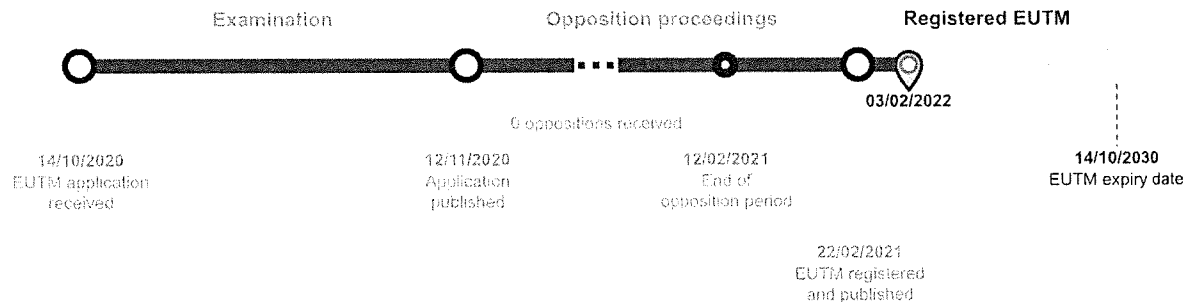 Examination
Opposition proceedings
Registered EUTM
03/02/2022
0 oppositions received
14/10/2020
EUTM application
received
12/11/2020
Application
published
12/02/2021
End of
opposition period
14/10/2030
EUTM expiry date
22/02/2021
EUTM registered
and published